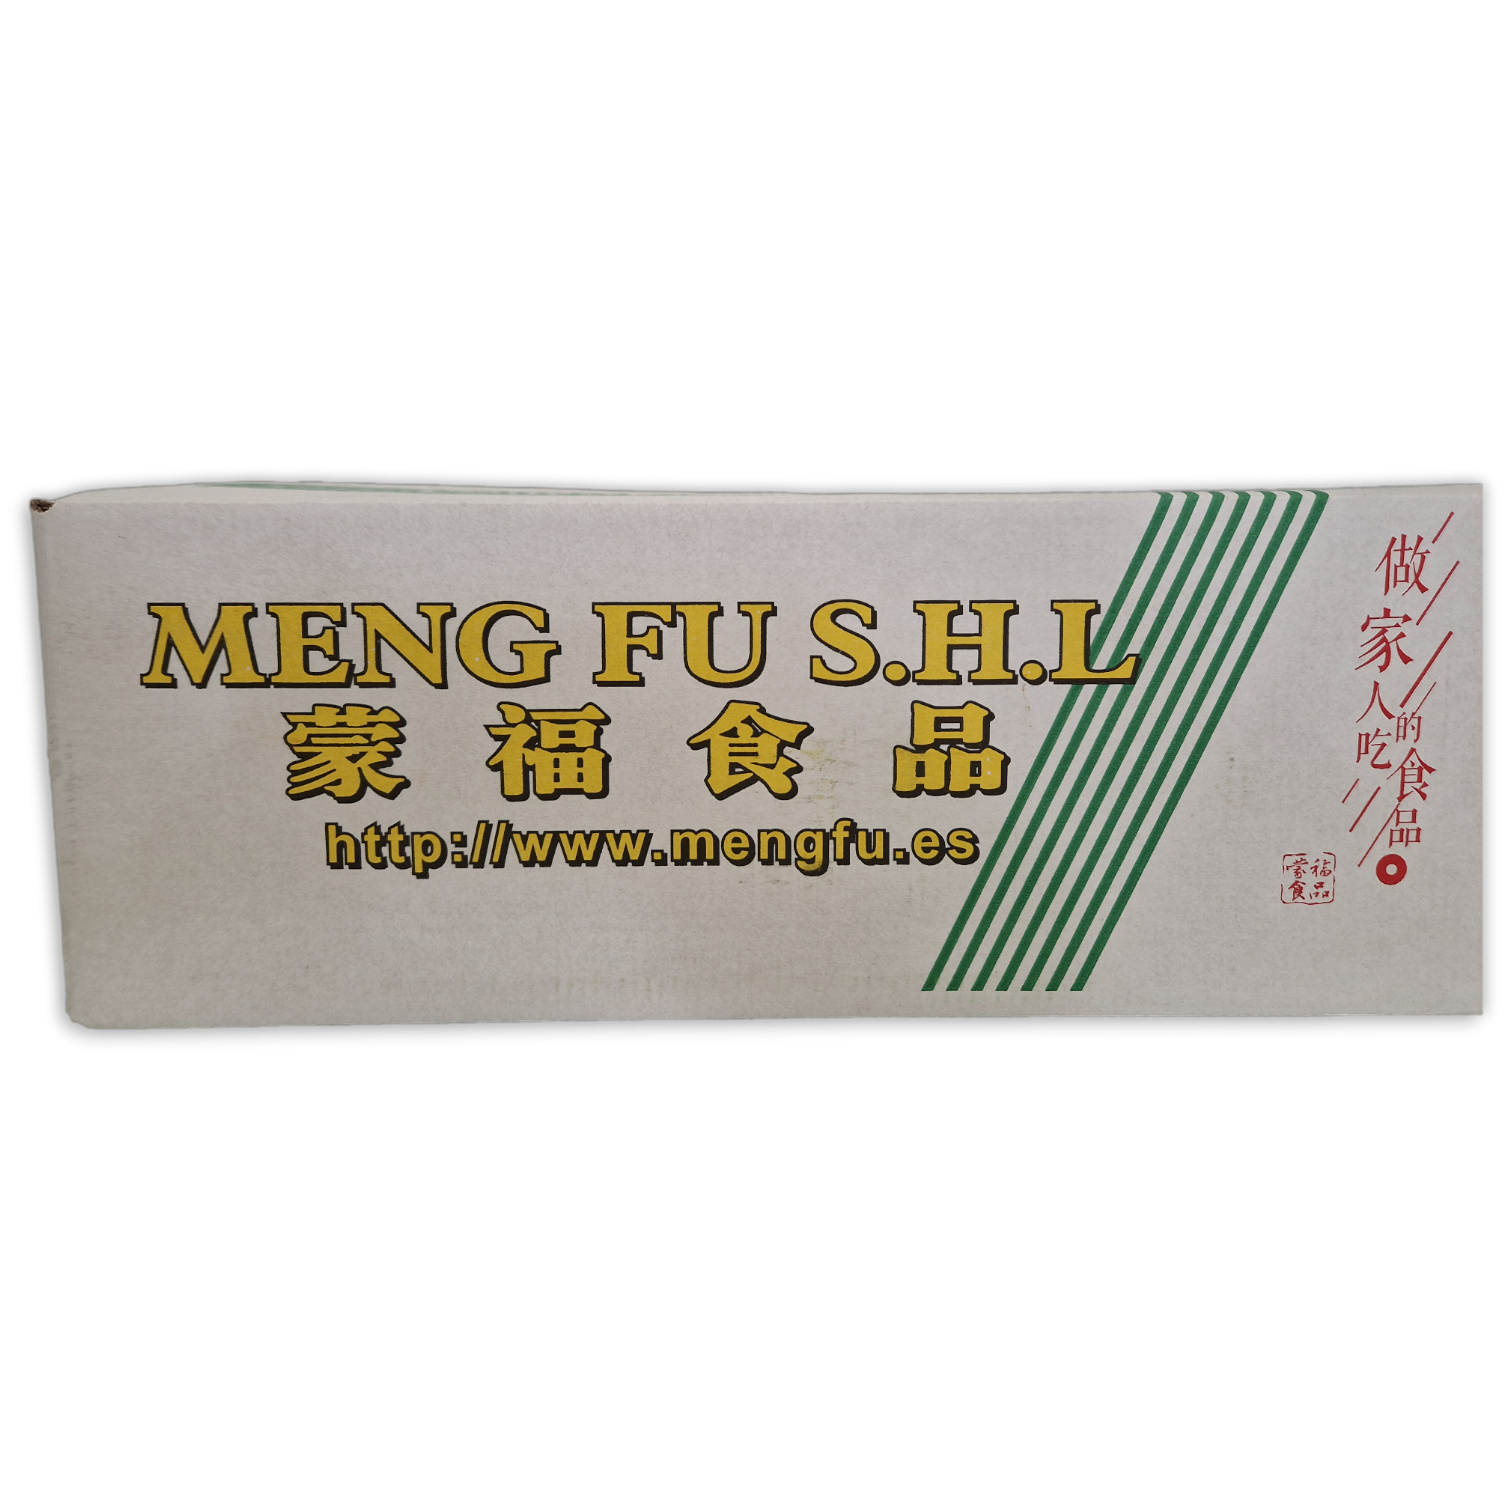 MENG FU S.H.L
蒙福食品
http://www.mengfu.es
做家人吃
的食品
蒙福
食品